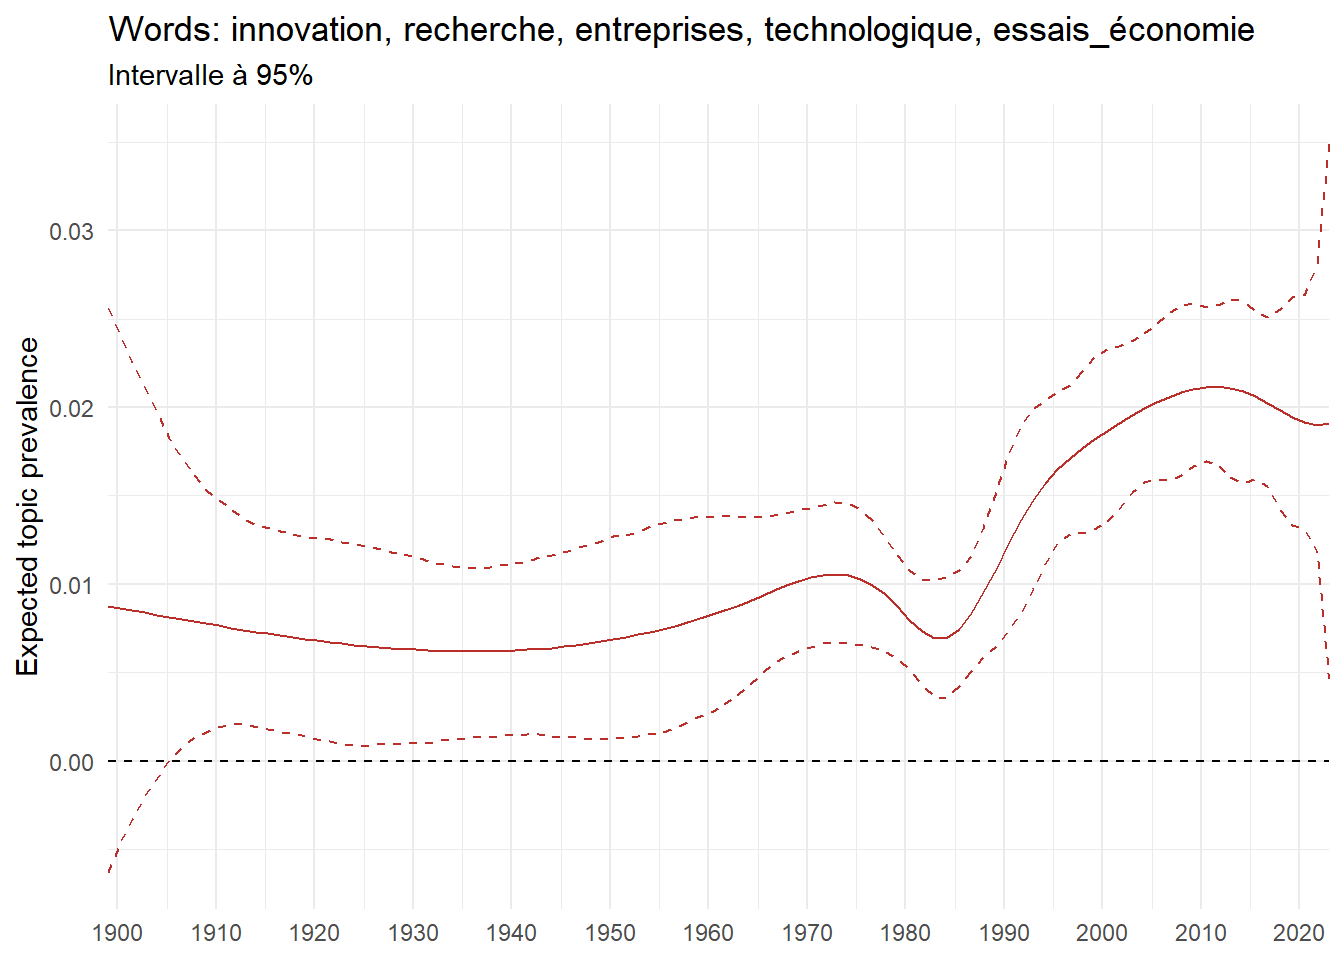 Words: innovation, recherche, entreprises, technologique, essais_économie
Intervalle à 95%
Expected topic prevalence
0.03
0.02
0.01
0.00
1900 1910 1920 1930 1940 1950 1960 1970 1980 1990 2000 2010 2020